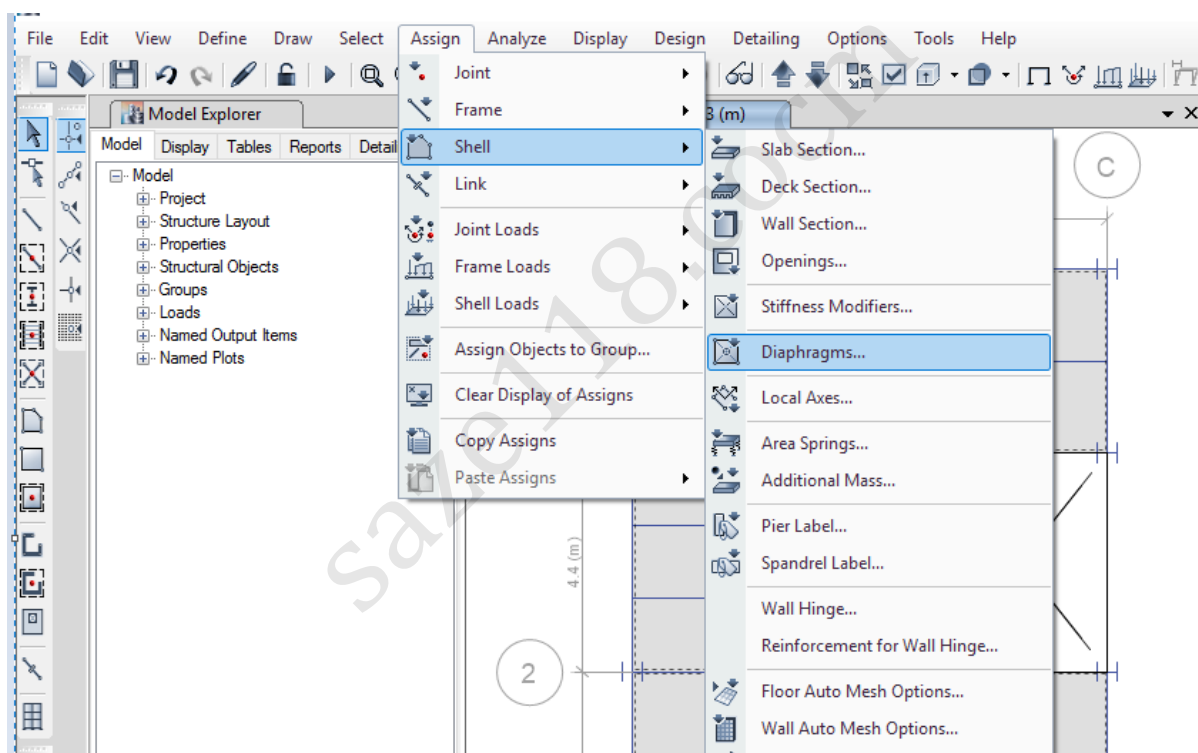 File Edit View Define Draw Select Assign Analyze Display Design Detailing Options Tools Help
Model Explorer
3 (m)
Model Display Tables Reports Detail
Model
Project
Structure Layout
Properties
Structural Objects
Groups
Loads
Named Output Items
Named Plots
Joint
Frame
Shell
Link
Joint Loads
Frame Loads
Shell Loads
Assign Objects to Group...
Clear Display of Assigns
Copy Assigns
Paste Assigns
Slab Section...
Deck Section...
Wall Section...
Openings...
Stiffness Modifiers...
Diaphragms...
Local Axes...
Area Springs...
Additional Mass...
Pier Label...
Spandrel Label...
Wall Hinge...
Reinforcement for Wall Hinge...
Floor Auto Mesh Options...
Wall Auto Mesh Options...
C
4.4 (m)
2
saze118.cocm